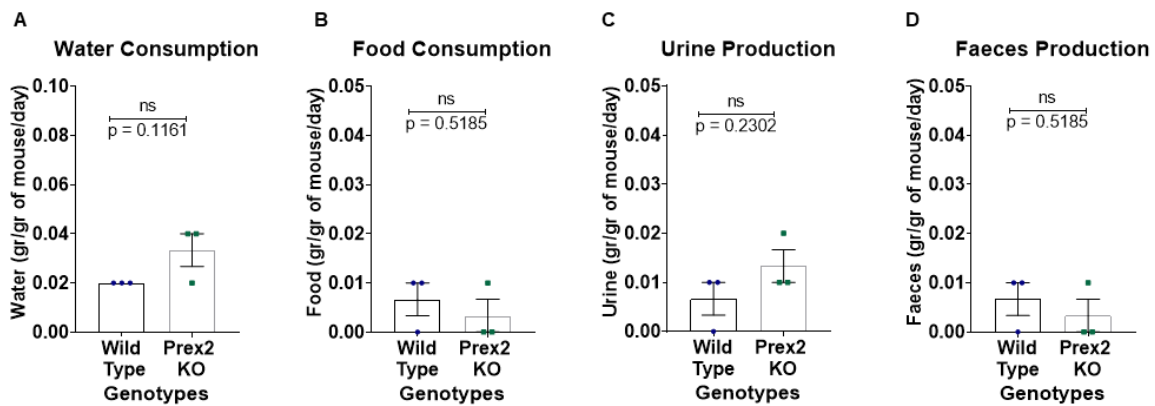 A
Water Consumption
Water (gr/gr of mouse/day)
0.10
0.08
0.06
0.04
0.02
0.00
ns
p = 0.1161
Wild Type
Prex2 KO
Genotypes
B
Food Consumption
Food (gr/gr of mouse/day)
0.05
0.04
0.03
0.02
0.01
0.00
ns
p = 0.5185
Wild Type
Prex2 KO
Genotypes
C
Urine Production
Urine (gr/gr of mouse/day)
0.05
0.04
0.03
0.02
0.01
0.00
ns
p = 0.2302
Wild Type
Prex2 KO
Genotypes
D
Faeces Production
Faeces (gr/gr of mouse/day)
0.05
0.04
0.03
0.02
0.01
0.00
ns
p = 0.5185
Wild Type
Prex2 KO
Genotypes